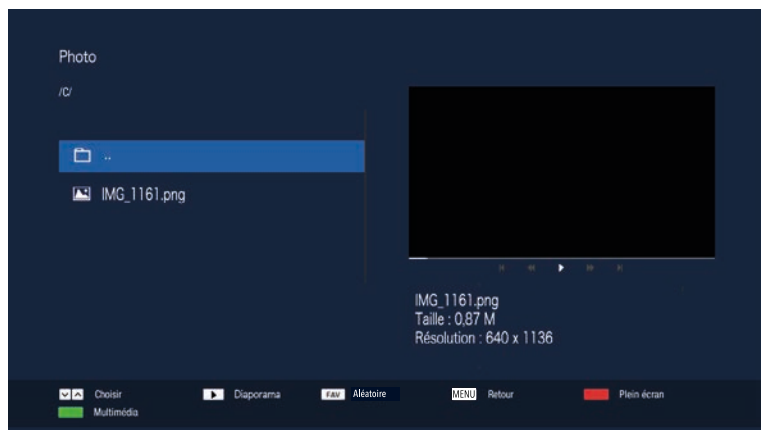 Photo
/C/
..
IMG_1161.png
IMG_1161.png
Taille : 0,87 M
Résolution : 640 x 1136
Choisir Diaporama FAV Aléatoire MENU Retour Plein écran
Multimédia